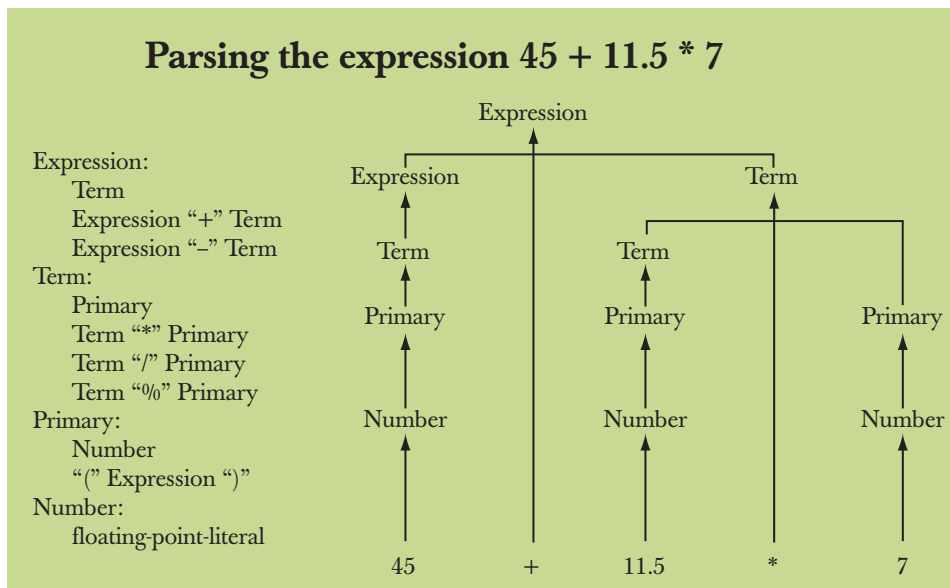 Parsing the expression 45 + 11.5 * 7
Expression:
Term
Expression “+” Term
Expression “–” Term
Term:
Primary
Term “*” Primary
Term “/” Primary
Term “%” Primary
Primary:
Number
“(” Expression “)”
Number:
floating-point-literal
Expression
Expression Term
Term Term
Primary Primary Primary
Number Number Number
45 + 11.5 * 7